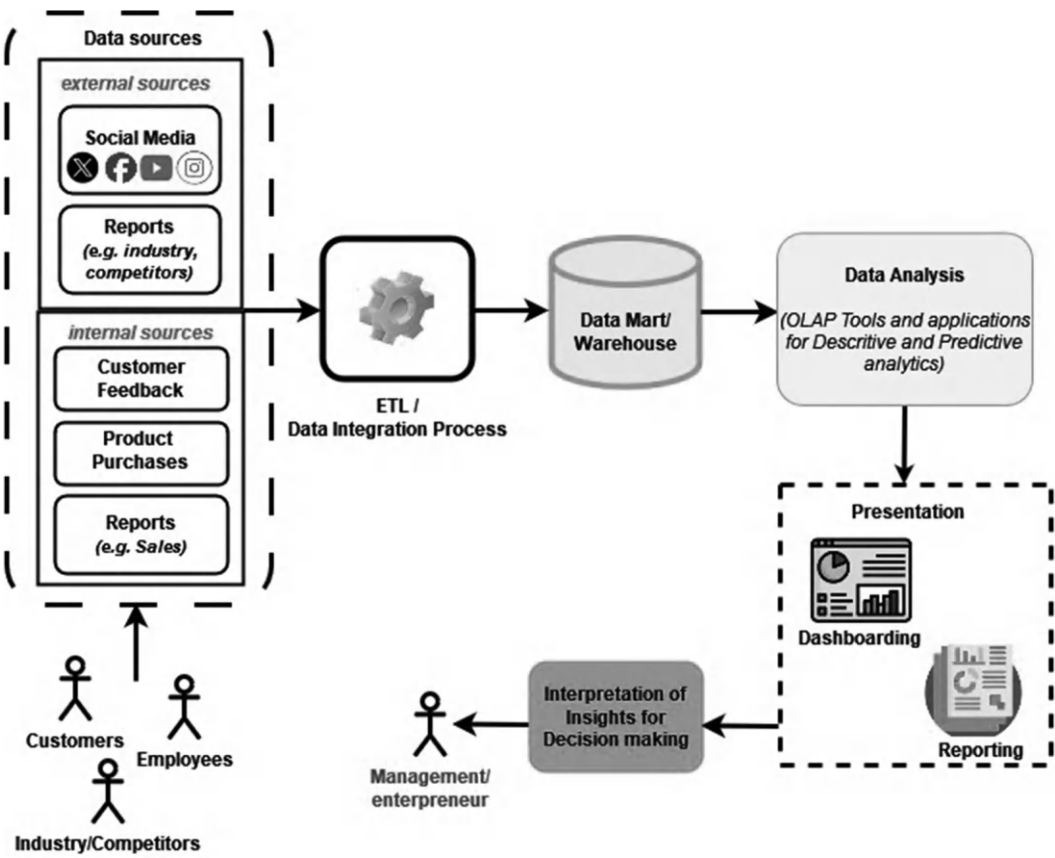 Data sources
external sources
Social Media
Reports
(e.g. industry,
competitors)
internal sources
Customer
Feedback
Product
Purchases
Reports
(e.g. Sales)
Customers
Employees
Industry/Competitors
ETL /
Data Integration Process
Data Mart/
Warehouse
Data Analysis
(OLAP Tools and applications
for Descritive and Predictive
analytics)
Presentation
Dashboarding
Reporting
Interpretation of
Insights for
Decision making
Management/
enterpreneur